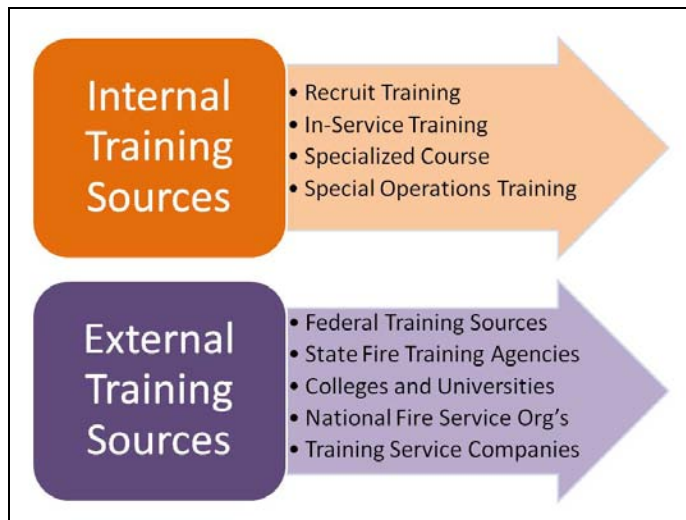 Internal
Training
Sources
• Recruit Training
• In-Service Training
• Specialized Course
• Special Operations Training
External
Training
Sources
• Federal Training Sources
• State Fire Training Agencies
• Colleges and Universities
• National Fire Service Org's
• Training Service Companies